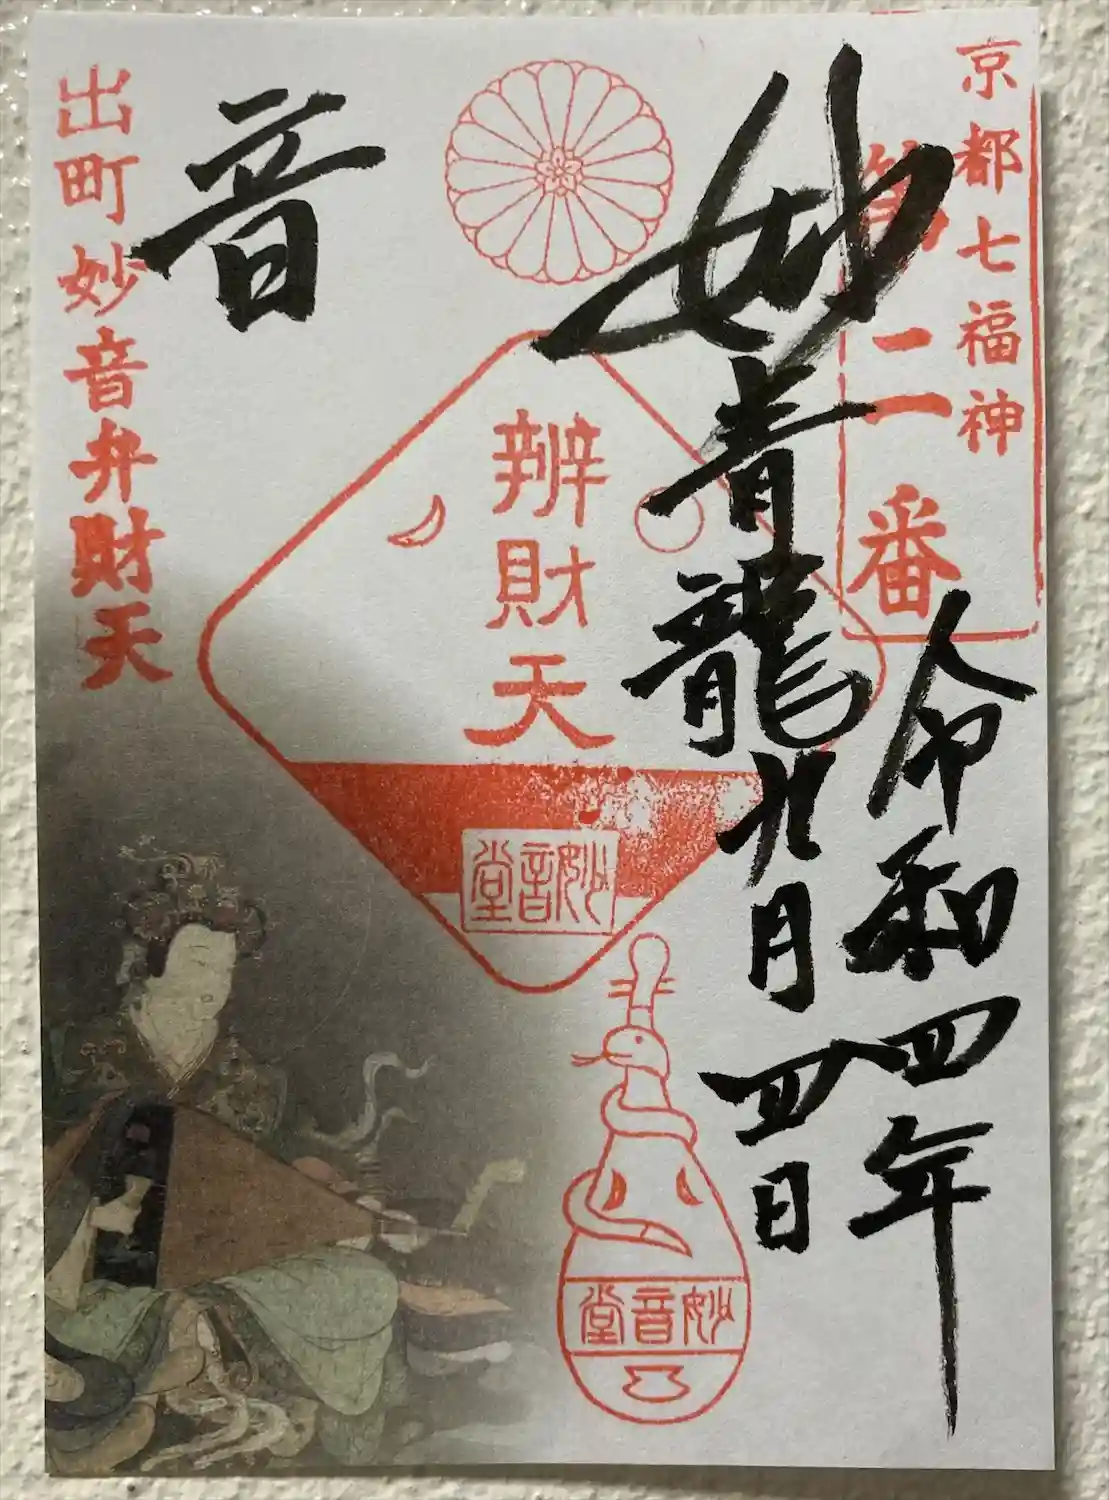 京都七福神
第二番
令和四年
妙青龍九月四日
音
辨財天
妙音堂
妙音堂
出町妙音弁財天